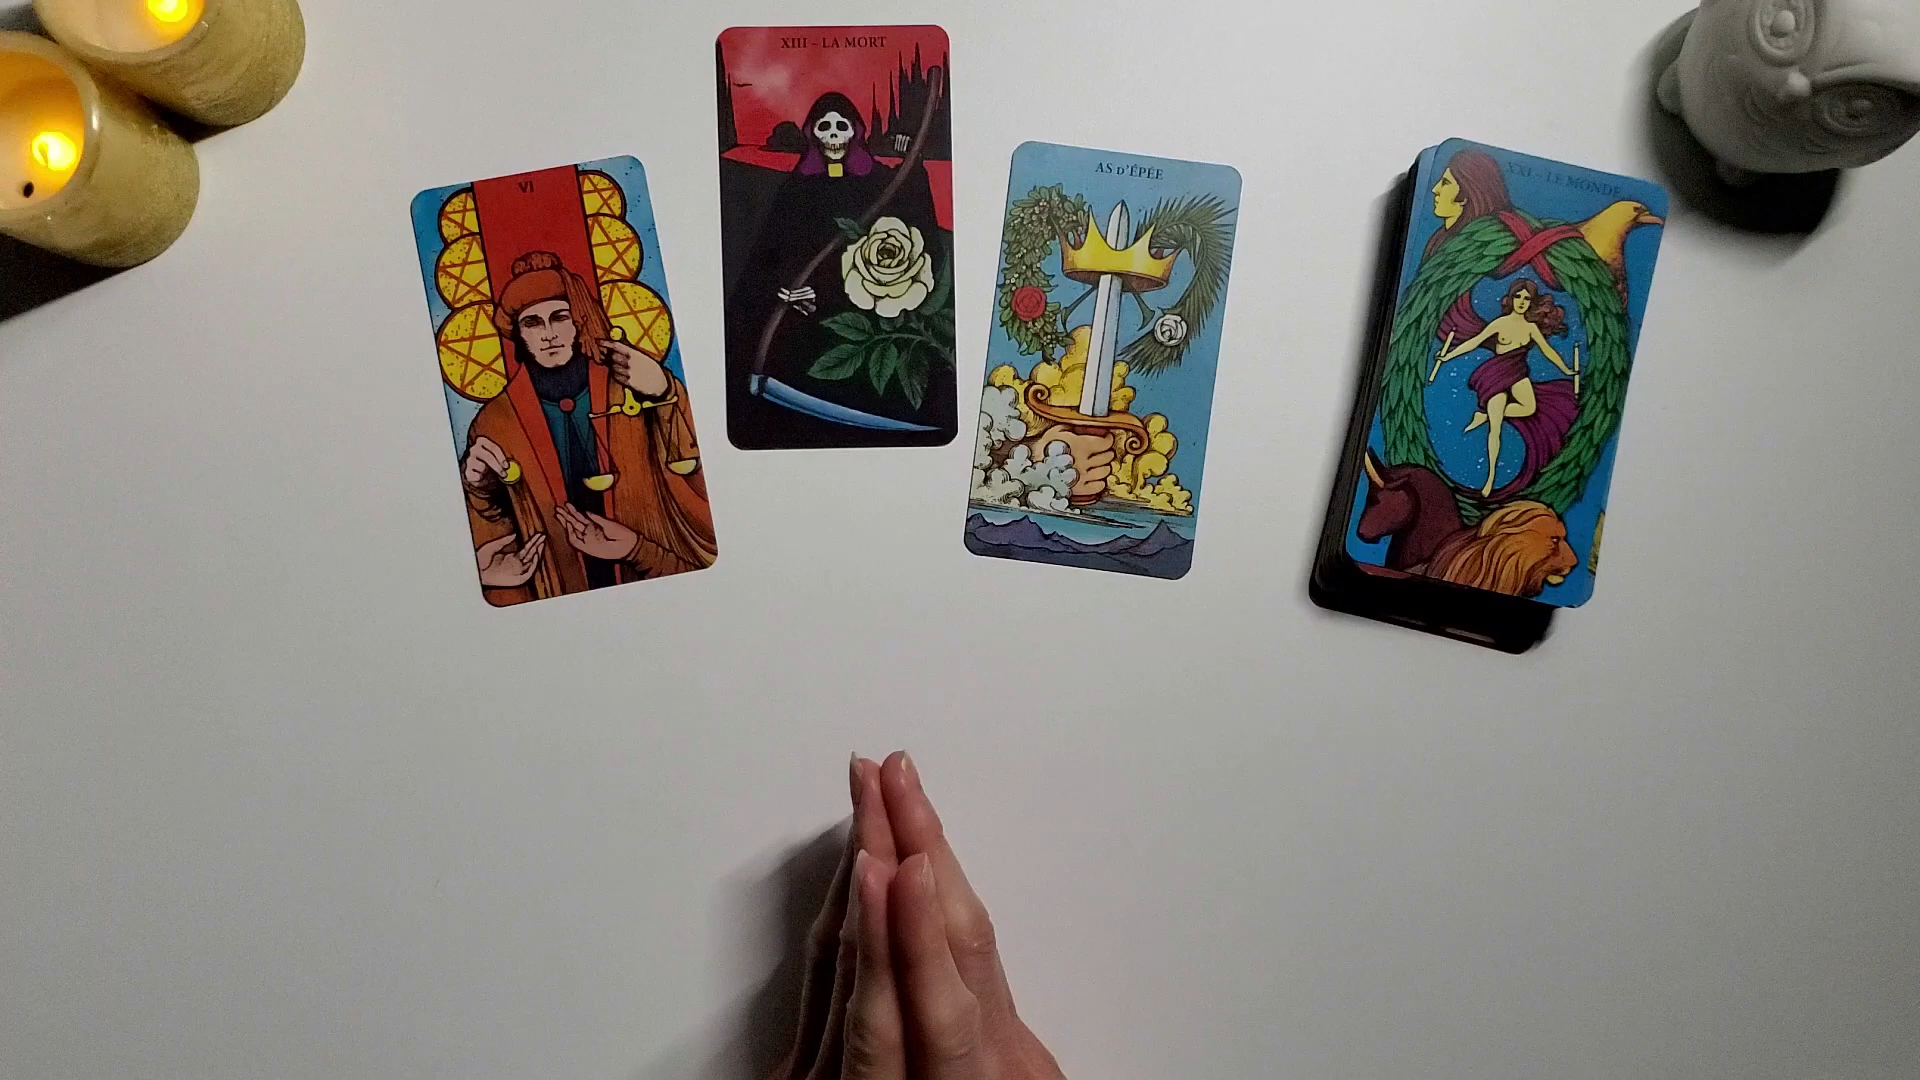 VI
XIII – LA MORT
AS D'ÉPÉE
XXI – LE MONDE